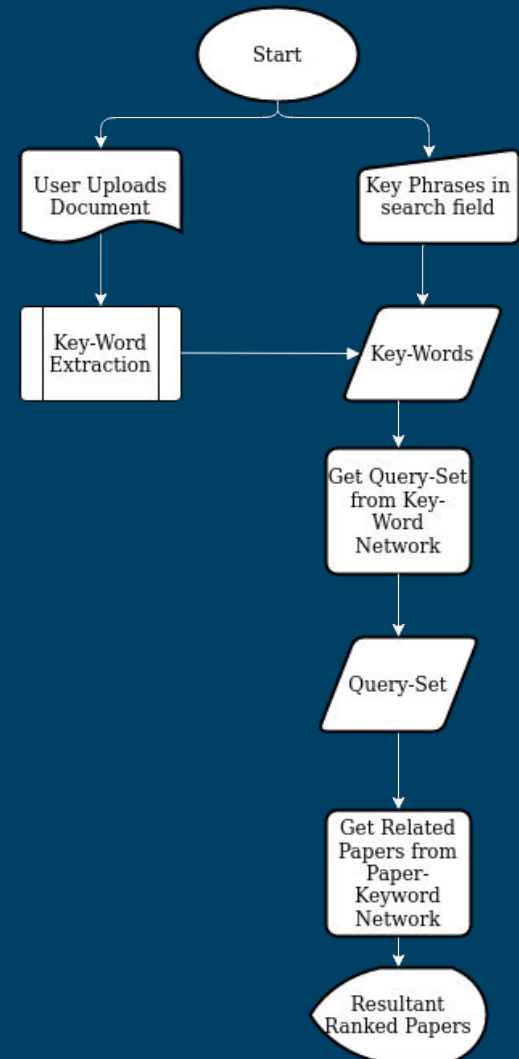 Start
User Uploads
Document
Key Phrases in
search field
Key-Word
Extraction
Key-Words
Get Query-Set
from Key-
Word
Network
Query-Set
Get Related
Papers from
Paper-
Keyword
Network
Resultant
Ranked Papers